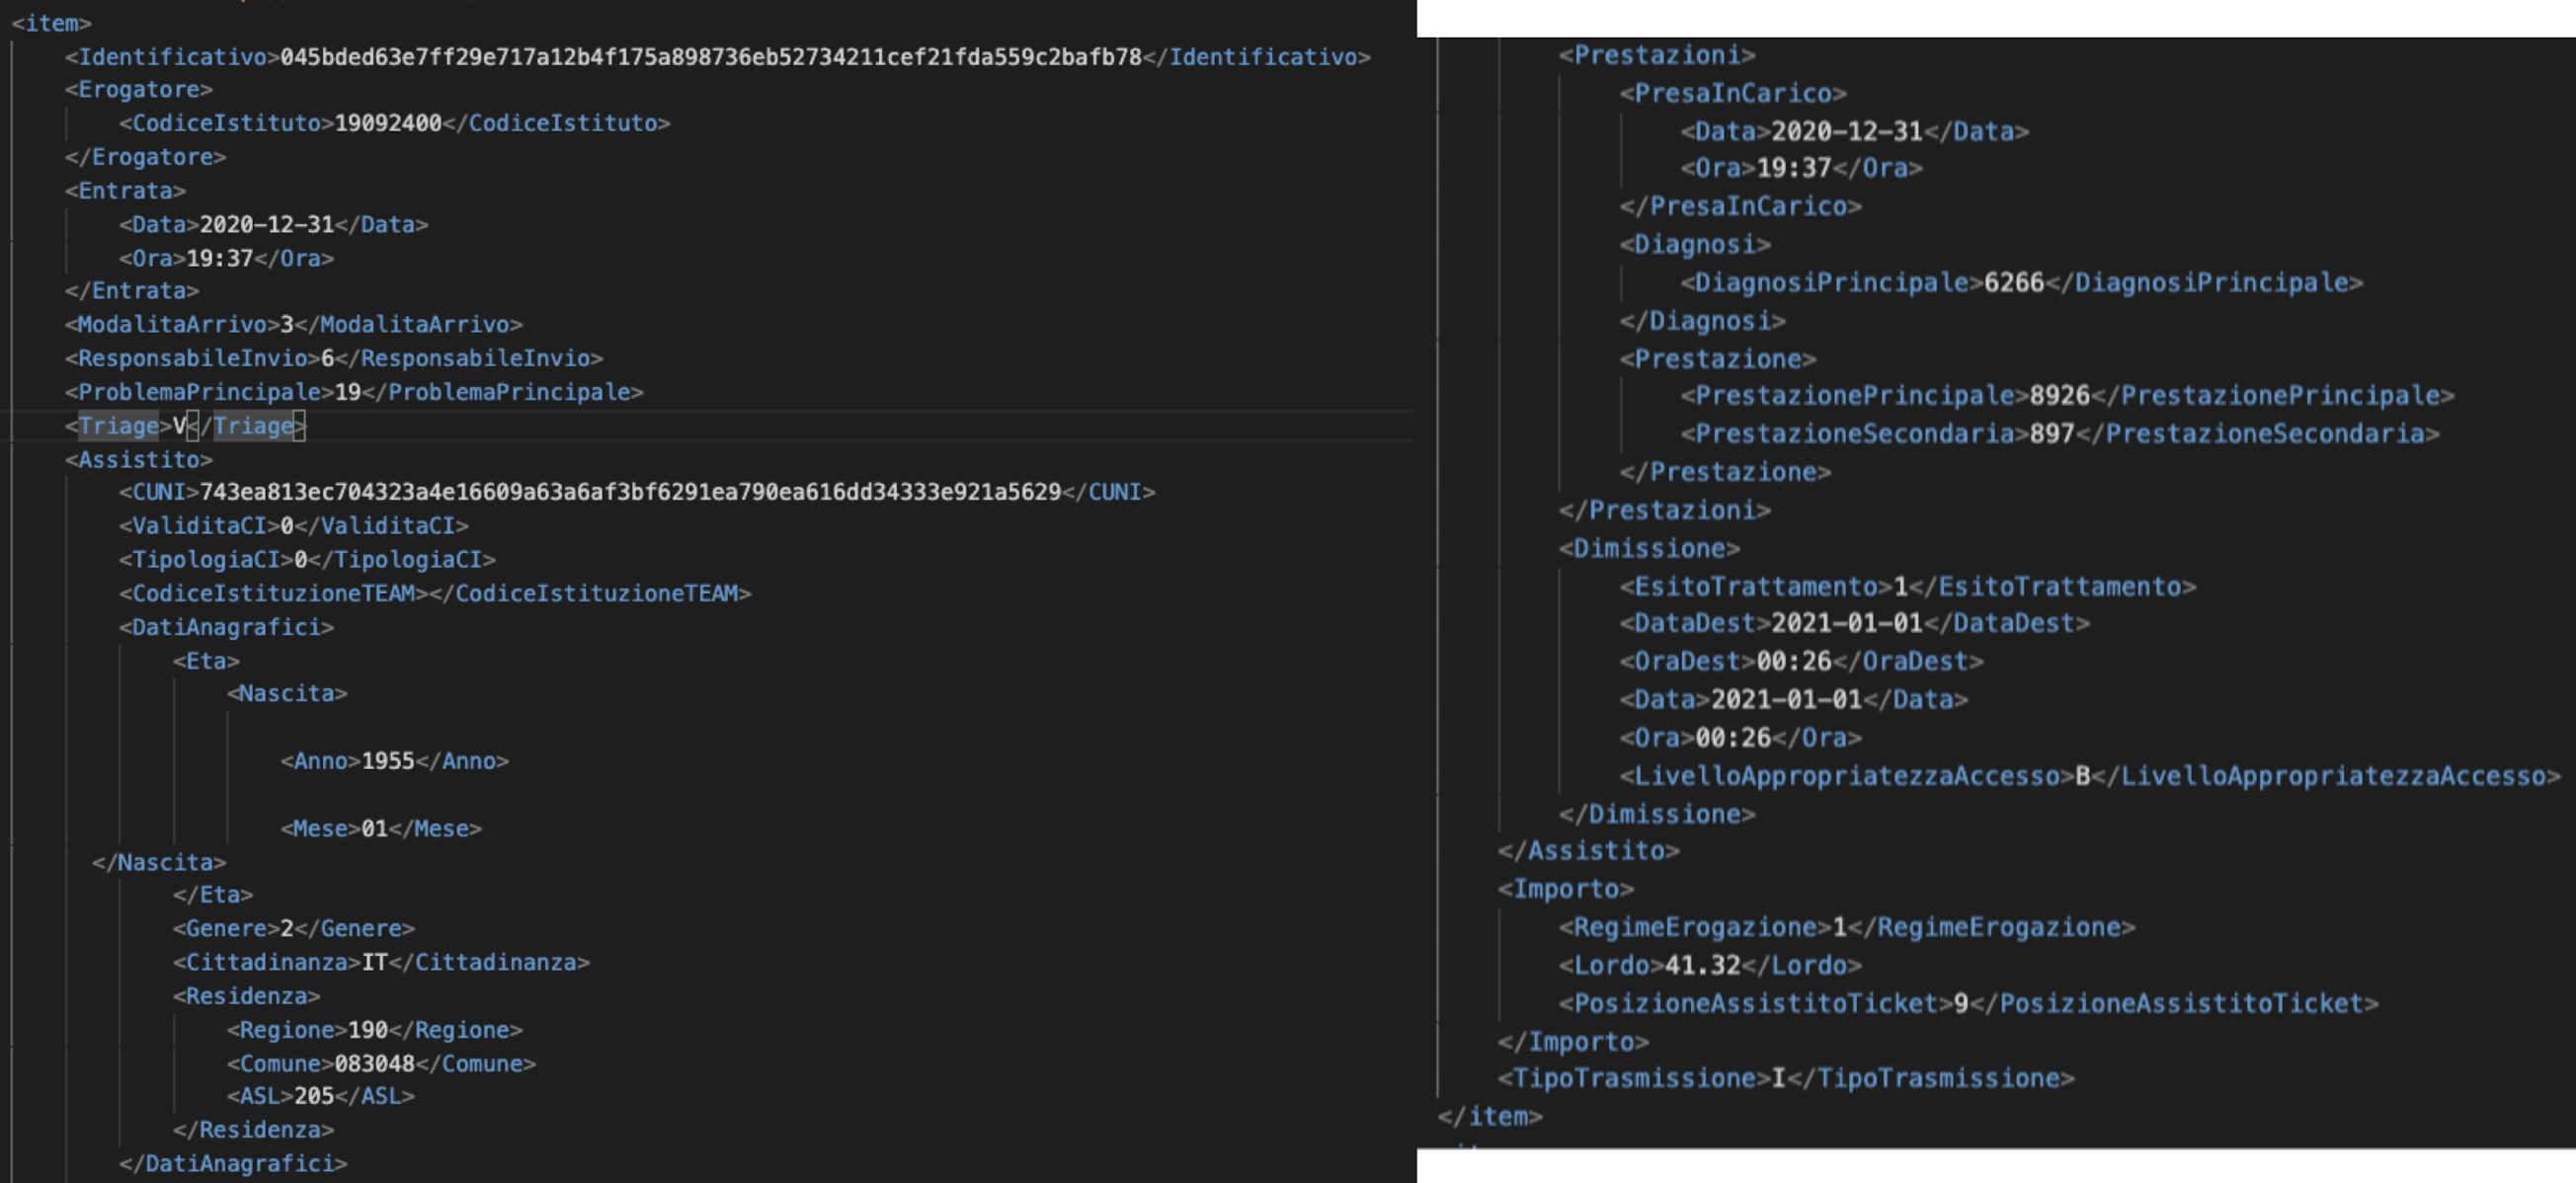 <item>
<Identificativo>045bded63e7ff29e717a12b4f175a898736eb52734211cef21fda559c2bafb78</Identificativo>
<Erogatore>
<CodiceIstituto>19092400</CodiceIstituto>
</Erogatore>
<Entrata>
<Data>2020-12-31</Data>
<Ora>19:37</Ora>
</Entrata>
<ModalitaArrivo>3</ModalitaArrivo>
<ResponsabileInvio>6</ResponsabileInvio>
<ProblemaPrincipale>19</ProblemaPrincipale>
<Triage>V</Triage>
<Assistito>
<CUNI>743ea813ec704323a4e16609a63a6af3bf6291ea790ea616dd34333e921a5629</CUNI>
<ValiditaCI>0</ValiditaCI>
<TipologiaCI>0</TipologiaCI>
<CodiceIstituzioneTEAM></CodiceIstituzioneTEAM>
<DatiAnagrafici>
<Eta>
<Nascita>
<Anno>1955</Anno>
<Mese>01</Mese>
</Nascita>
</Eta>
<Genere>2</Genere>
<Cittadinanza>IT</Cittadinanza>
<Residenza>
<Regione>190</Regione>
<Comune>083048</Comune>
<ASL>205</ASL>
</Residenza>
</DatiAnagrafici>
<Prestazioni>
<PresaInCarico>
<Data>2020-12-31</Data>
<Ora>19:37</Ora>
</PresaInCarico>
<Diagnosi>
<DiagnosiPrincipale>6266</DiagnosiPrincipale>
</Diagnosi>
<Prestazione>
<PrestazionePrincipale>8926</PrestazionePrincipale>
<PrestazioneSecondaria>897</PrestazioneSecondaria>
</Prestazione>
</Prestazioni>
<Dimissione>
<EsitoTrattamento>1</EsitoTrattamento>
<DataDest>2021-01-01</DataDest>
<OraDest>00:26</OraDest>
<Data>2021-01-01</Data>
<Ora>00:26</Ora>
<LivelloAppropriatezzaAccesso>B</LivelloAppropriatezzaAccesso>
</Dimissione>
</Assistito>
<Importo>
<RegimeErogazione>1</RegimeErogazione>
<Lordo>41.32</Lordo>
<PosizioneAssistitoTicket>9</PosizioneAssistitoTicket>
</Importo>
<TipoTrasmissione>I</TipoTrasmissione>
</item>